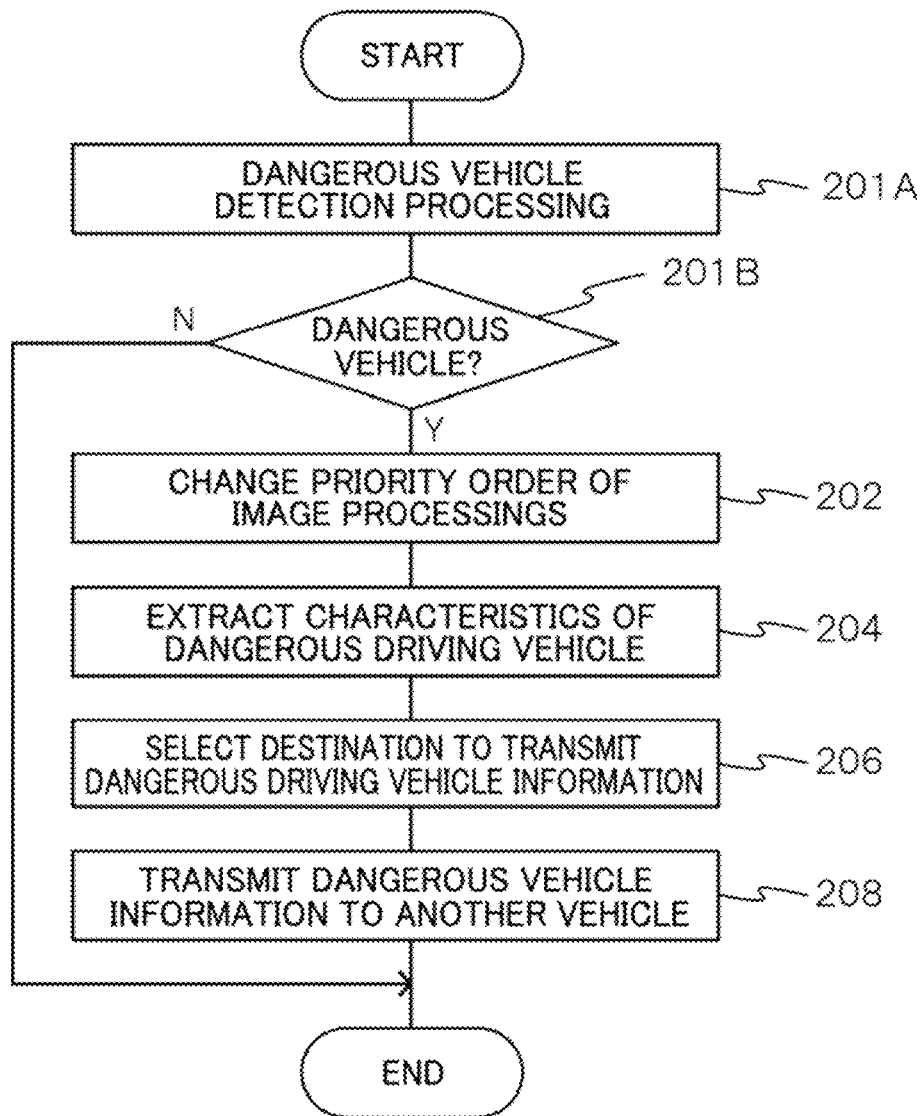 START
DANGEROUS VEHICLE
DETECTION PROCESSING
201A
201B
N
DANGEROUS
VEHICLE?
Y
CHANGE PRIORITY ORDER OF
IMAGE PROCESSINGS
202
EXTRACT CHARACTERISTICS OF
DANGEROUS DRIVING VEHICLE
204
SELECT DESTINATION TO TRANSMIT
DANGEROUS DRIVING VEHICLE INFORMATION
206
TRANSMIT DANGEROUS VEHICLE
INFORMATION TO ANOTHER VEHICLE
208
END